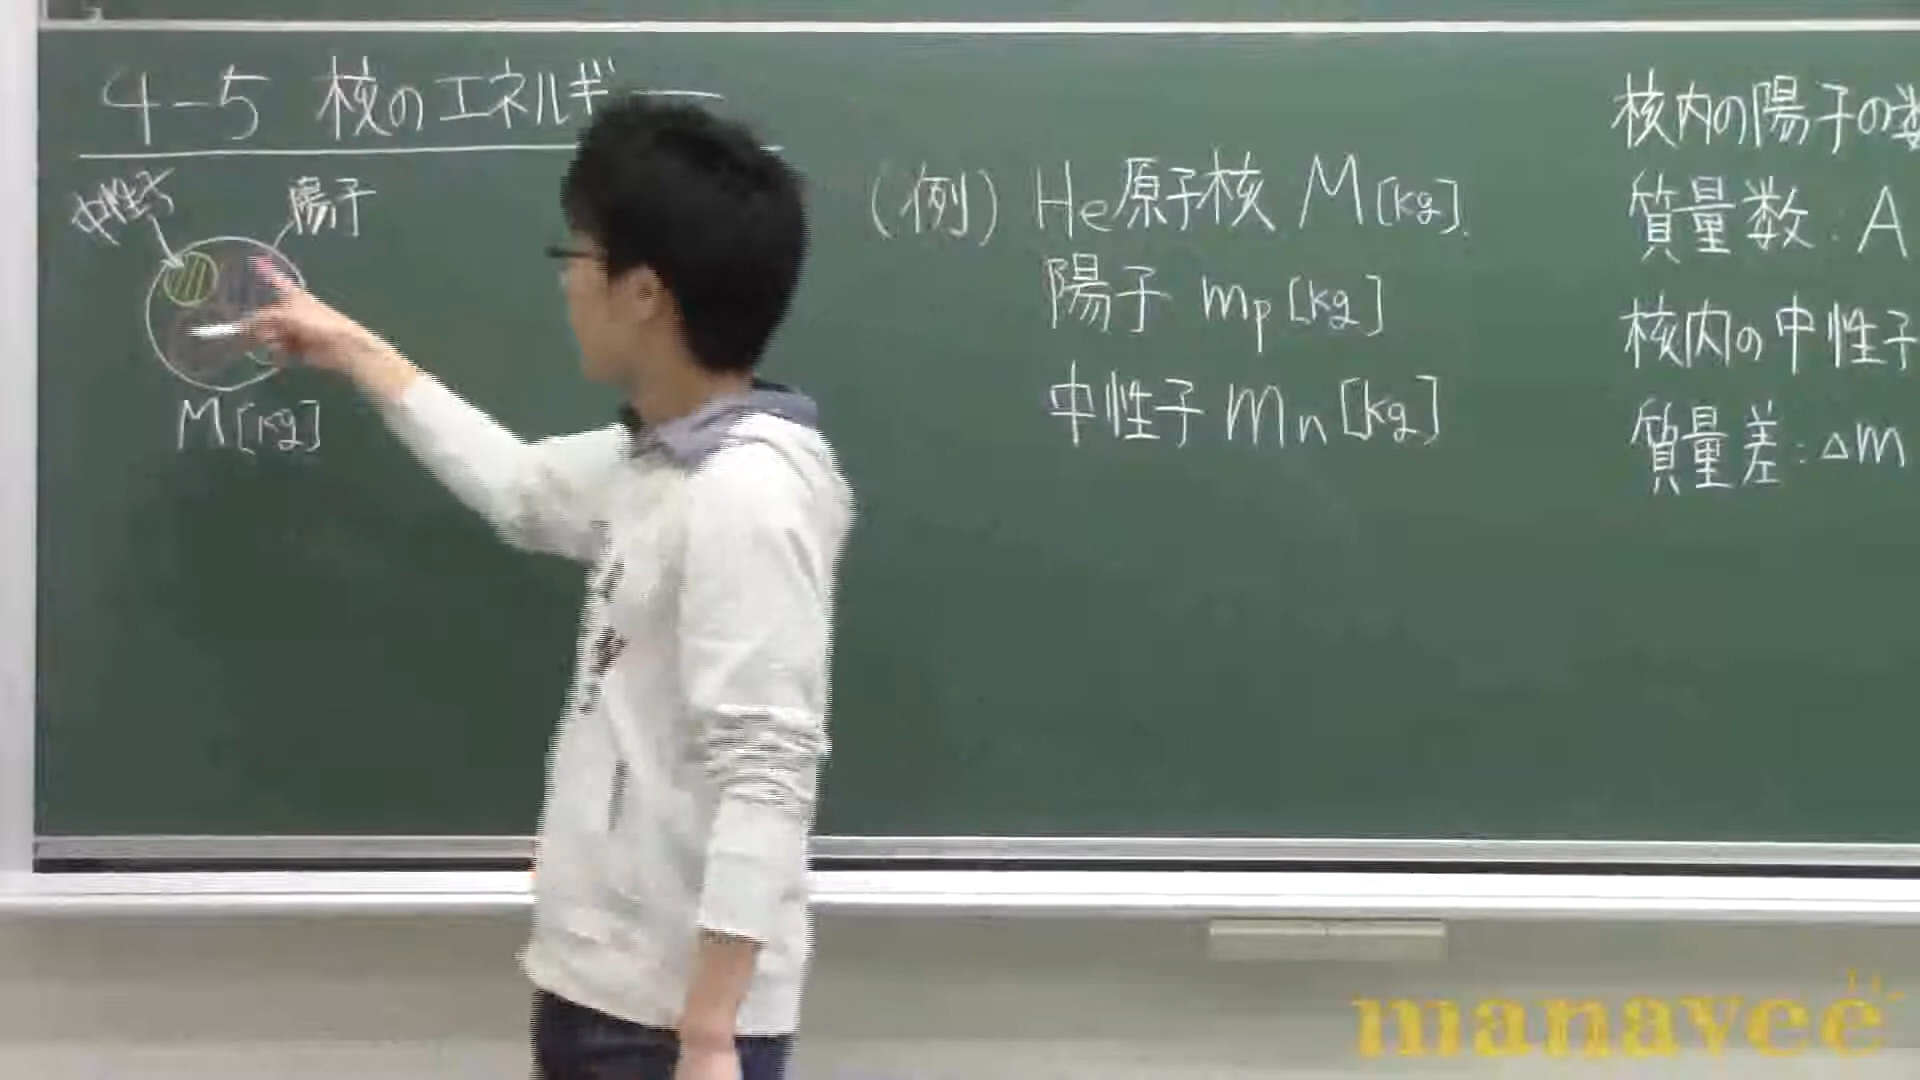 4-5 核のエネルギー
中性子
陽子
M[kg]
(例) He原子核 M[kg].
陽子 mp[kg]
中性子 mn[kg]
核内の陽子の数
質量数:A
核内の中性子
質量差:△m
manavee